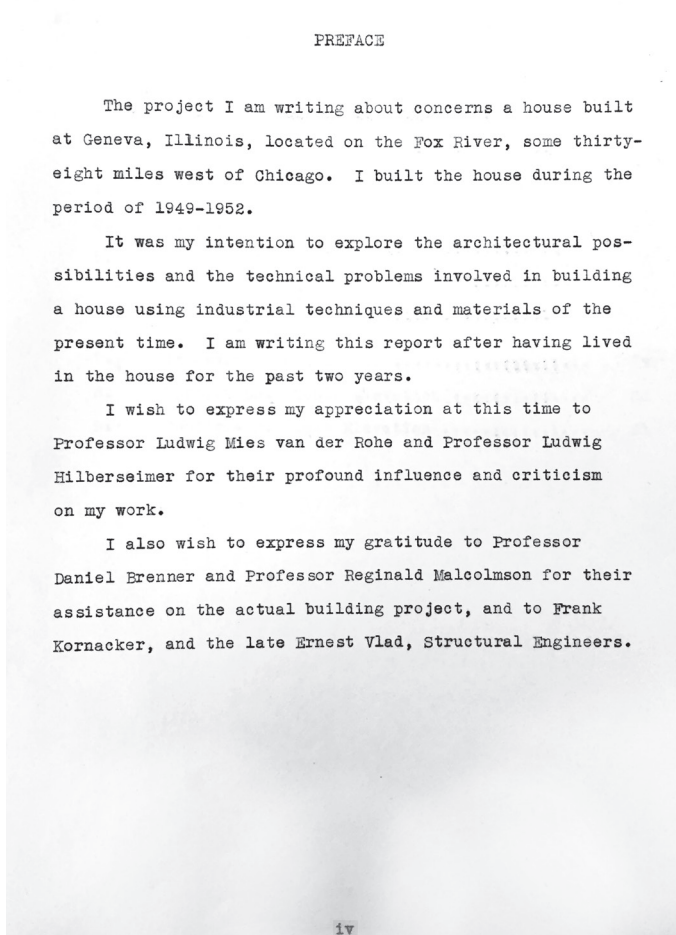 PREFACE
The project I am writing about concerns a house built
at Geneva, Illinois, located on the Fox River, some thirty-
eight miles west of Chicago. I built the house during the
period of 1949-1952.
It was my intention to explore the architectural pos-
sibilities and the technical problems involved in building
a house using industrial techniques and materials of the
present time. I am writing this report after having lived
in the house for the past two years.
I wish to express my appreciation at this time to
Professor Ludwig Mies van der Rohe and Professor Ludwig
Hilberseimer for their profound influence and criticism
on my work.
I also wish to express my gratitude to Professor
Daniel Brenner and Professor Reginald Malcolmson for their
assistance on the actual building project, and to Frank
Kornacker, and the late Ernest Vlad, Structural Engineers.
iv